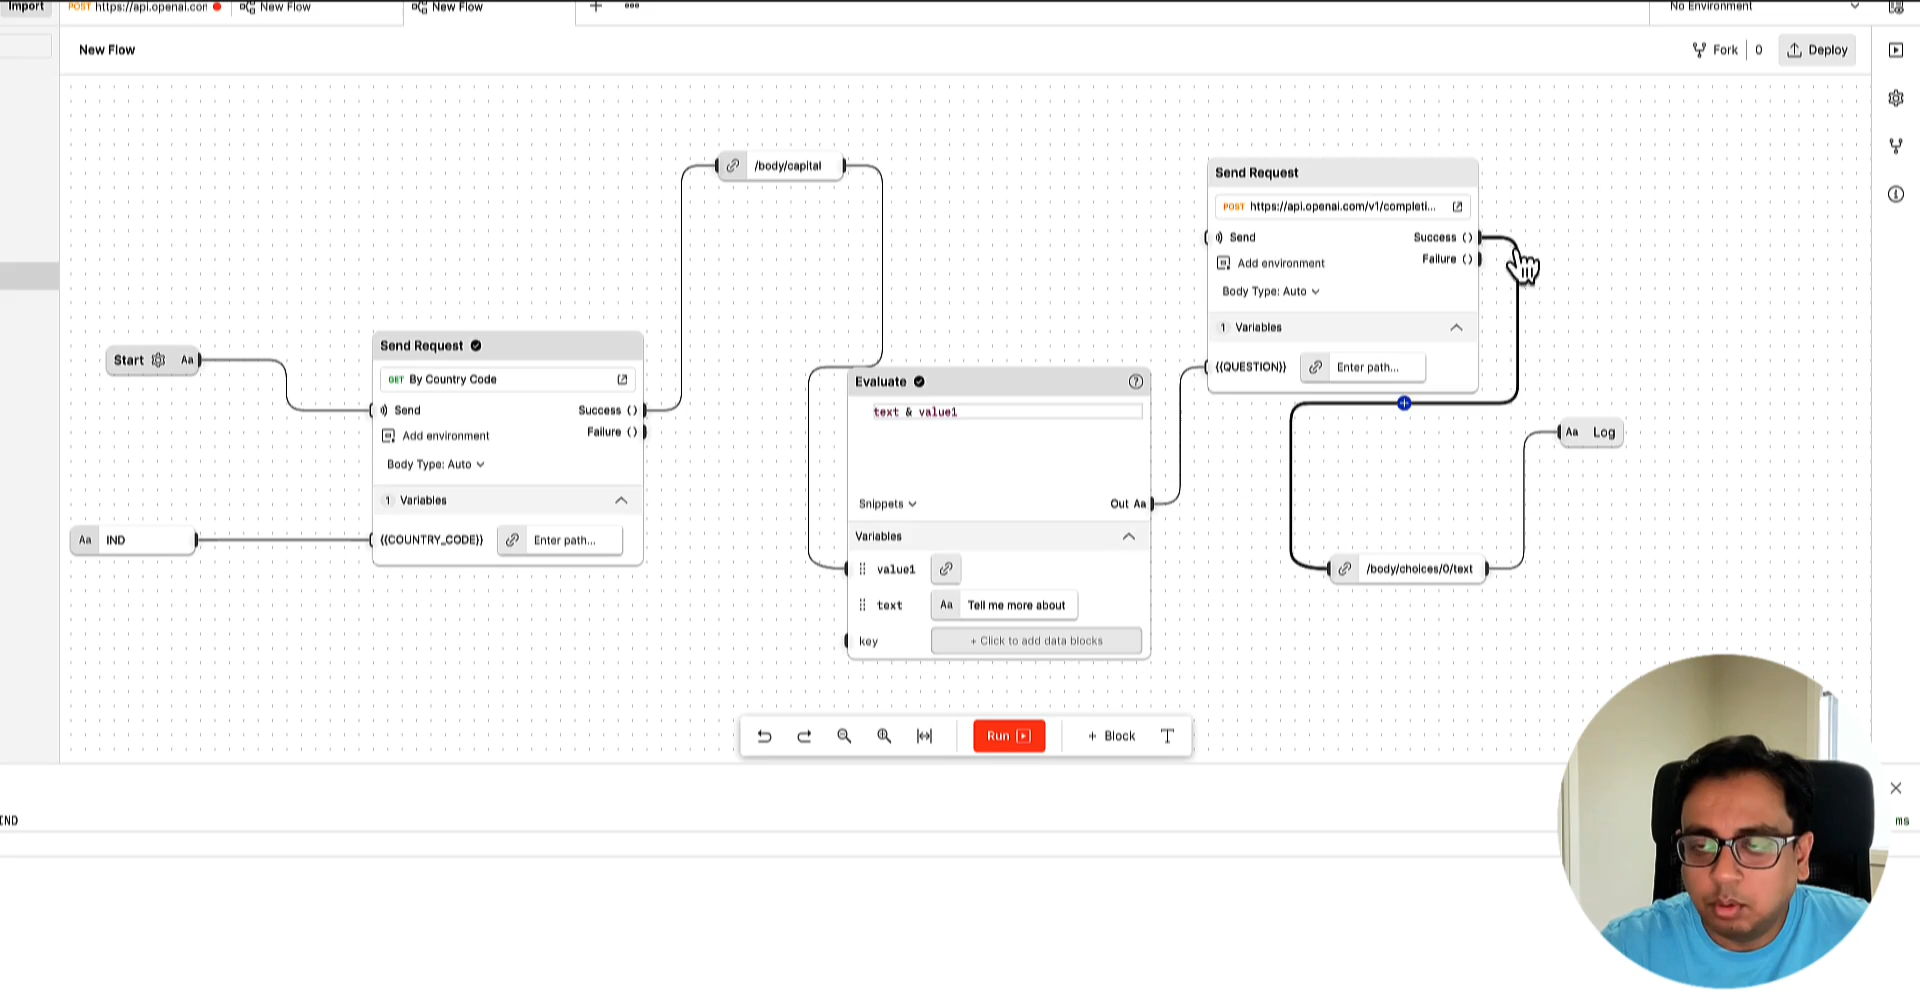 Import
POST https://api.openai.com
New Flow
New Flow
No Environment
New Flow
Fork
0
Deploy
/body/capital
Send Request
POST https://api.openai.com/v1/completi...
Send
Success ()
Add environment
Failure ()
Body Type: Auto
1 Variables
{{QUESTION}} Enter path...
Start Aa
Send Request
GET By Country Code
Send
Success ()
Add environment
Failure ()
Body Type: Auto
1 Variables
Aa IND
{{COUNTRY_CODE}} Enter path...
Evaluate
?
text & value1
Snippets
Out Aa
Variables
value1
text Aa Tell me more about
key + Click to add data blocks
Aa Log
/body/choices/0/text
Run
+ Block
T
IND
ms